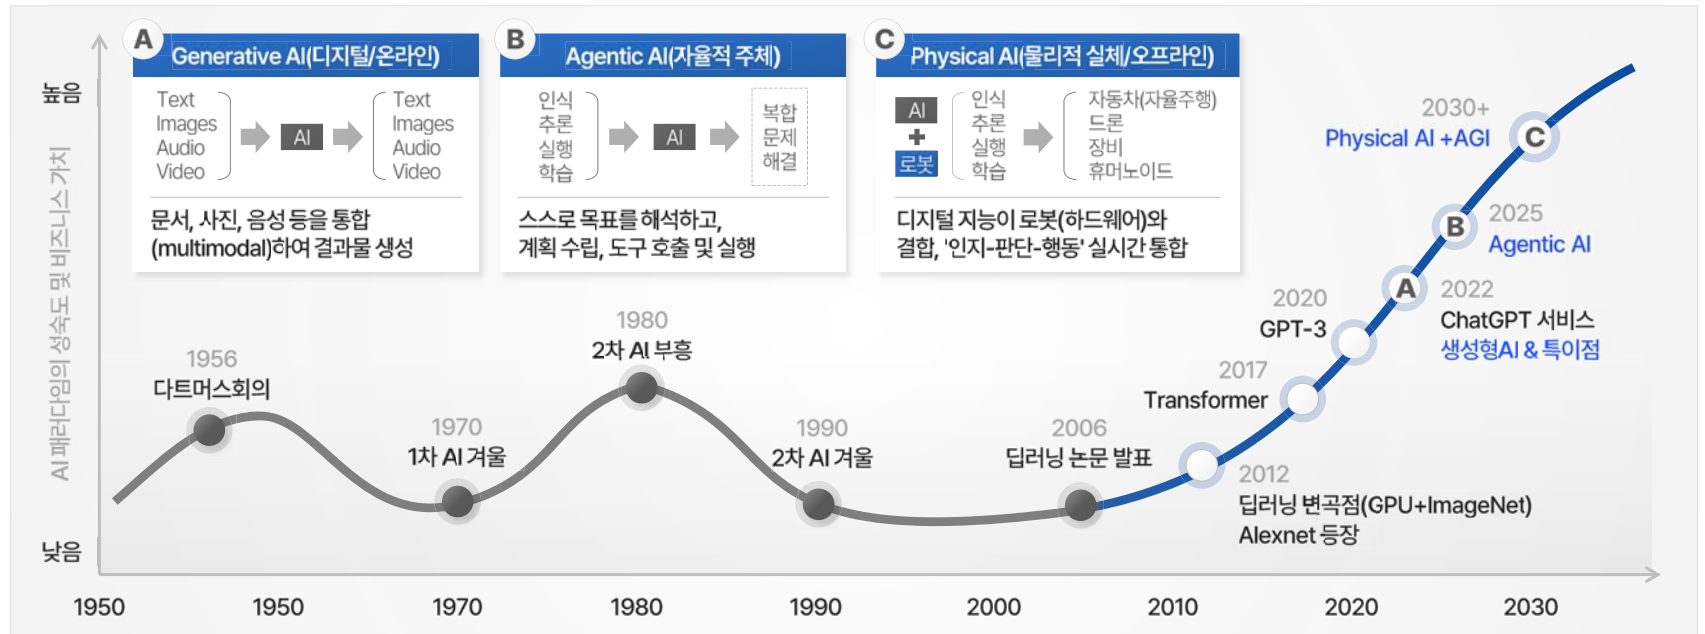 A
Generative AI(디지털/온라인)
Text
Images
Audio
Video
AI
Text
Images
Audio
Video
문서, 사진, 음성 등을 통합
(multimodal)하여 결과물 생성
B
Agentic AI(자율적 주체)
인식
추론
실행
학습
AI
복합
문제
해결
스스로 목표를 해석하고,
계획 수립, 도구 호출 및 실행
C
Physical AI(물리적 실체/오프라인)
AI
+
로봇
인식
추론
실행
학습
자동차(자율주행)
드론
장비
휴머노이드
디지털 지능이 로봇(하드웨어)와
결합, '인지-판단-행동' 실시간 통합
높음
AI 패러다임의 성숙도 및 비즈니스 가치
낮음
1956
다트머스회의
1970
1차 AI 겨울
1980
2차 AI 부흥
1990
2차 AI 겨울
2006
딥러닝 논문 발표
2012
딥러닝 변곡점(GPU+ImageNet)
Alexnet 등장
2017
Transformer
2020
GPT-3
A
2022
ChatGPT 서비스
생성형AI & 특이점
B
2025
Agentic AI
C
2030+
Physical AI +AGI
1950
1950
1970
1980
1990
2000
2010
2020
2030